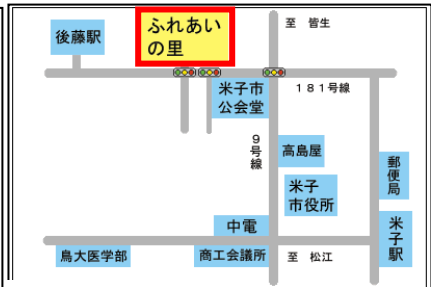 至 皆生
ふれあい
の里
後藤駅
米子市
公会堂
181号線
9号線
高島屋
郵便局
米子
市役所
中電
米子駅
鳥大医学部
商工会議所
至 松江